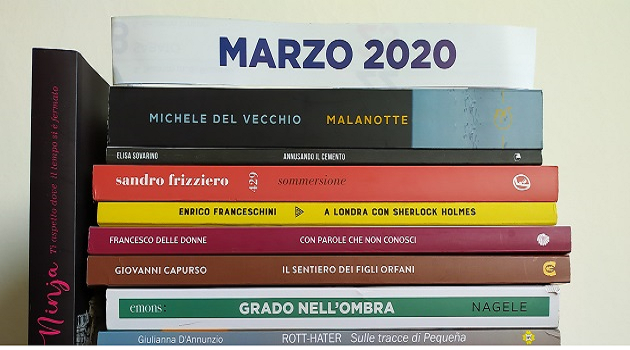 MARZO 2020
MICHELE DEL VECCHIO MALANOTTE
ELISA SOVARINO ANNUSANDO IL CEMENTO
sandro frizziero 429 sommersione
ENRICO FRANCESCHINI A LONDRA CON SHERLOCK HOLMES
FRANCESCO DELLE DONNE CON PAROLE CHE NON CONOSCI
GIOVANNI CAPURSO IL SENTIERO DEI FIGLI ORFANI
emons: GRADO NELL'OMBRA NAGELE
Giulianna D'Annunzio ROTT-HATER Sulle tracce di Pequeña
Ninja Ti aspetto dove il tempo si è fermato